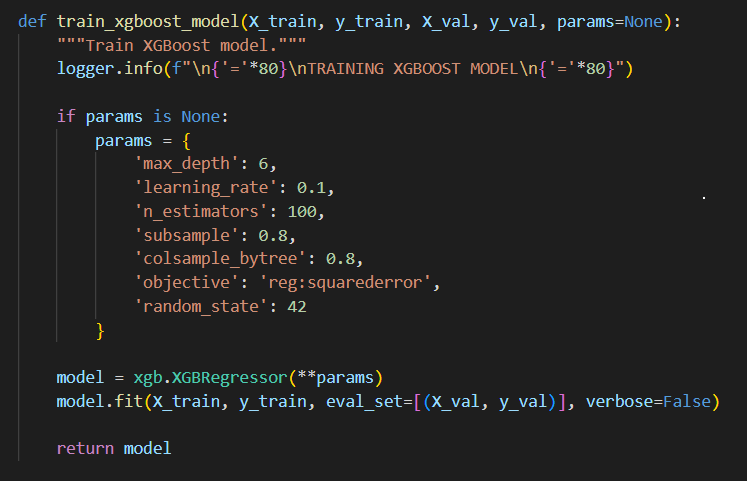 def train_xgboost_model(X_train, y_train, X_val, y_val, params=None):
    """Train XGBoost model."""
    logger.info(f"\n{'='*80}\nTRAINING XGBOOST MODEL\n{'='*80}")

    if params is None:
        params = {
            'max_depth': 6,
            'learning_rate': 0.1,
            'n_estimators': 100,
            'subsample': 0.8,
            'colsample_bytree': 0.8,
            'objective': 'reg:squarederror',
            'random_state': 42
        }

    model = xgb.XGBRegressor(**params)
    model.fit(X_train, y_train, eval_set=[(X_val, y_val)], verbose=False)

    return model